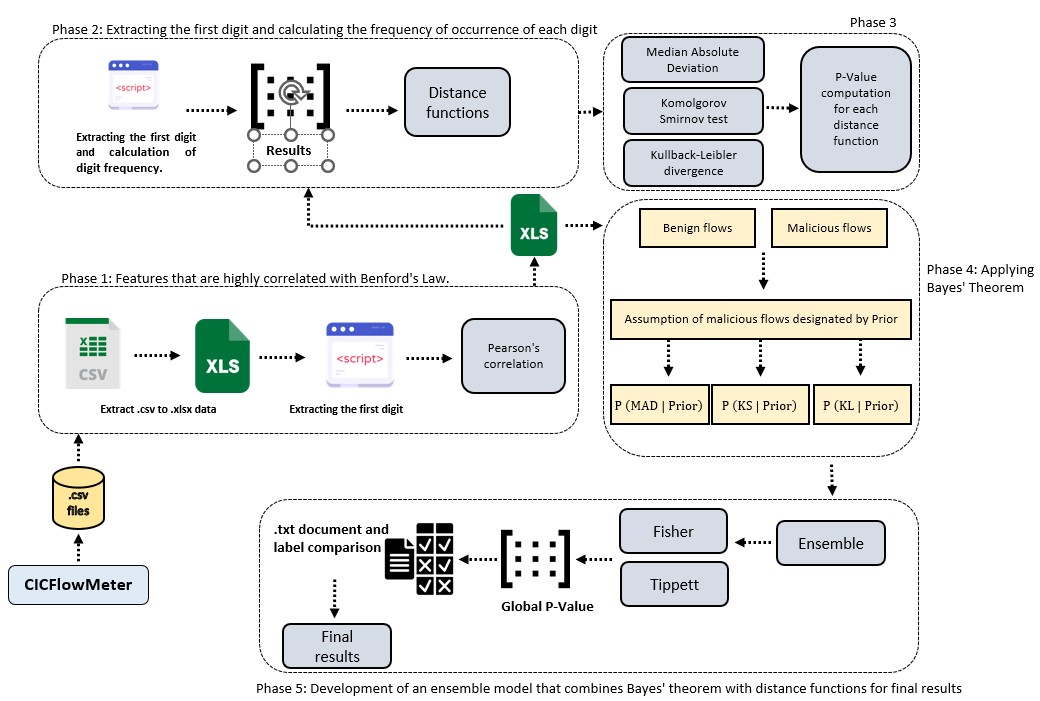 Phase 2: Extracting the first digit and calculating the frequency of occurrence of each digit
<script>
Extracting the first digit
and calculation of
digit frequency.
Results
Distance
functions
Phase 3
Median Absolute
Deviation
Komolgorov
Smirnov test
Kullback-Leibler
divergence
P-Value
computation
for each
distance
function
XLS
Phase 1: Features that are highly correlated with Benford's Law.
CSV
XLS
Extract .csv to .xlsx data
<script>
Extracting the first digit
Pearson's
correlation
.csv
files
CICFlowMeter
Benign flows
Malicious flows
Assumption of malicious flows designated by Prior
P (MAD | Prior)
P (KS | Prior)
P (KL | Prior)
Phase 4: Applying
Bayes' Theorem
Ensemble
Fisher
Tippett
Global P-Value
.txt document and
label comparison
Final
results
Phase 5: Development of an ensemble model that combines Bayes' theorem with distance functions for final results